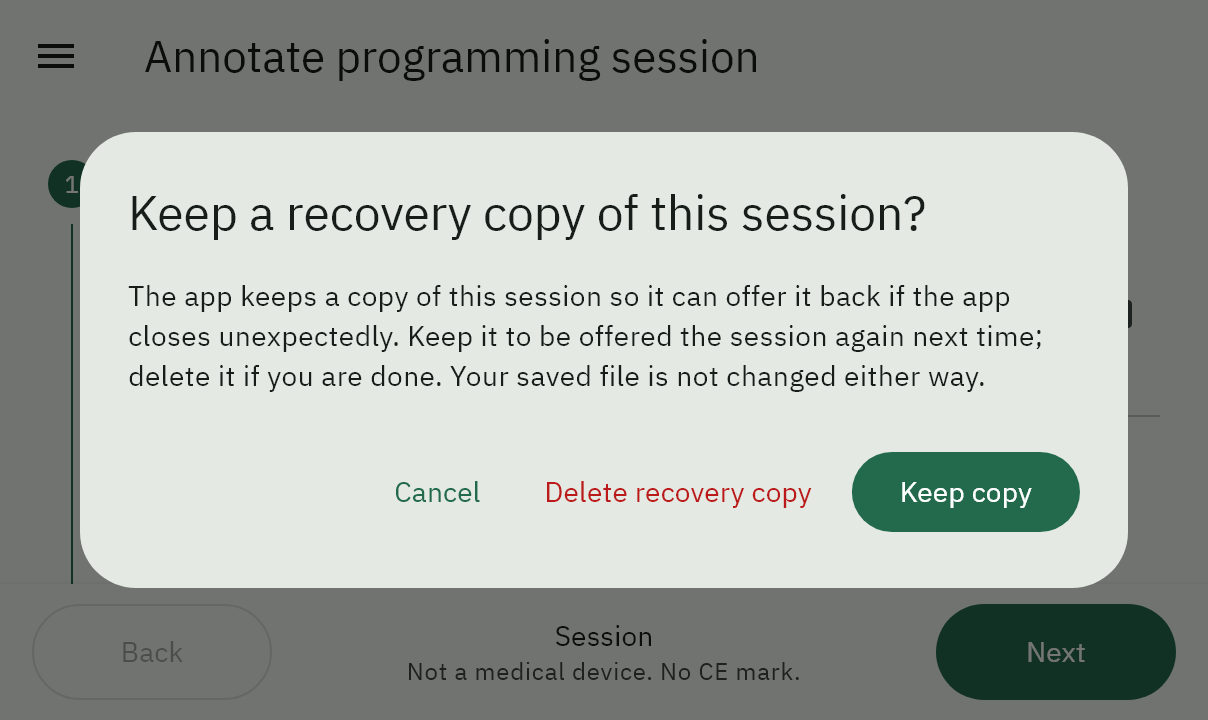 Annotate programming session
1
Keep a recovery copy of this session?
The app keeps a copy of this session so it can offer it back if the app
closes unexpectedly. Keep it to be offered the session again next time;
delete it if you are done. Your saved file is not changed either way.
Cancel
Delete recovery copy
Keep copy
Back
Session
Not a medical device. No CE mark.
Next